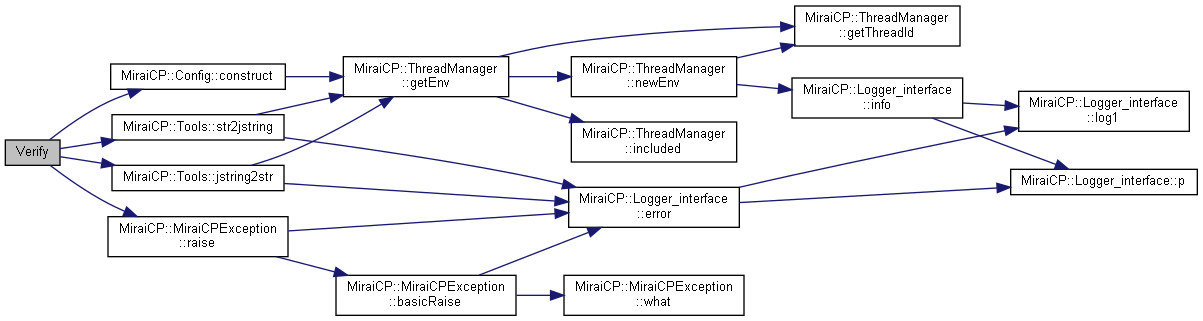 Verify
MiraiCP::Config::construct
MiraiCP::Tools::str2jstring
MiraiCP::Tools::jstring2str
MiraiCP::MiraiCPException
::raise
MiraiCP::ThreadManager
::getEnv
MiraiCP::MiraiCPException
::basicRaise
MiraiCP::ThreadManager
::newEnv
MiraiCP::ThreadManager
::included
MiraiCP::Logger_interface
::error
MiraiCP::MiraiCPException
::what
MiraiCP::ThreadManager
::getThreadId
MiraiCP::Logger_interface
::info
MiraiCP::Logger_interface
::log1
MiraiCP::Logger_interface::p